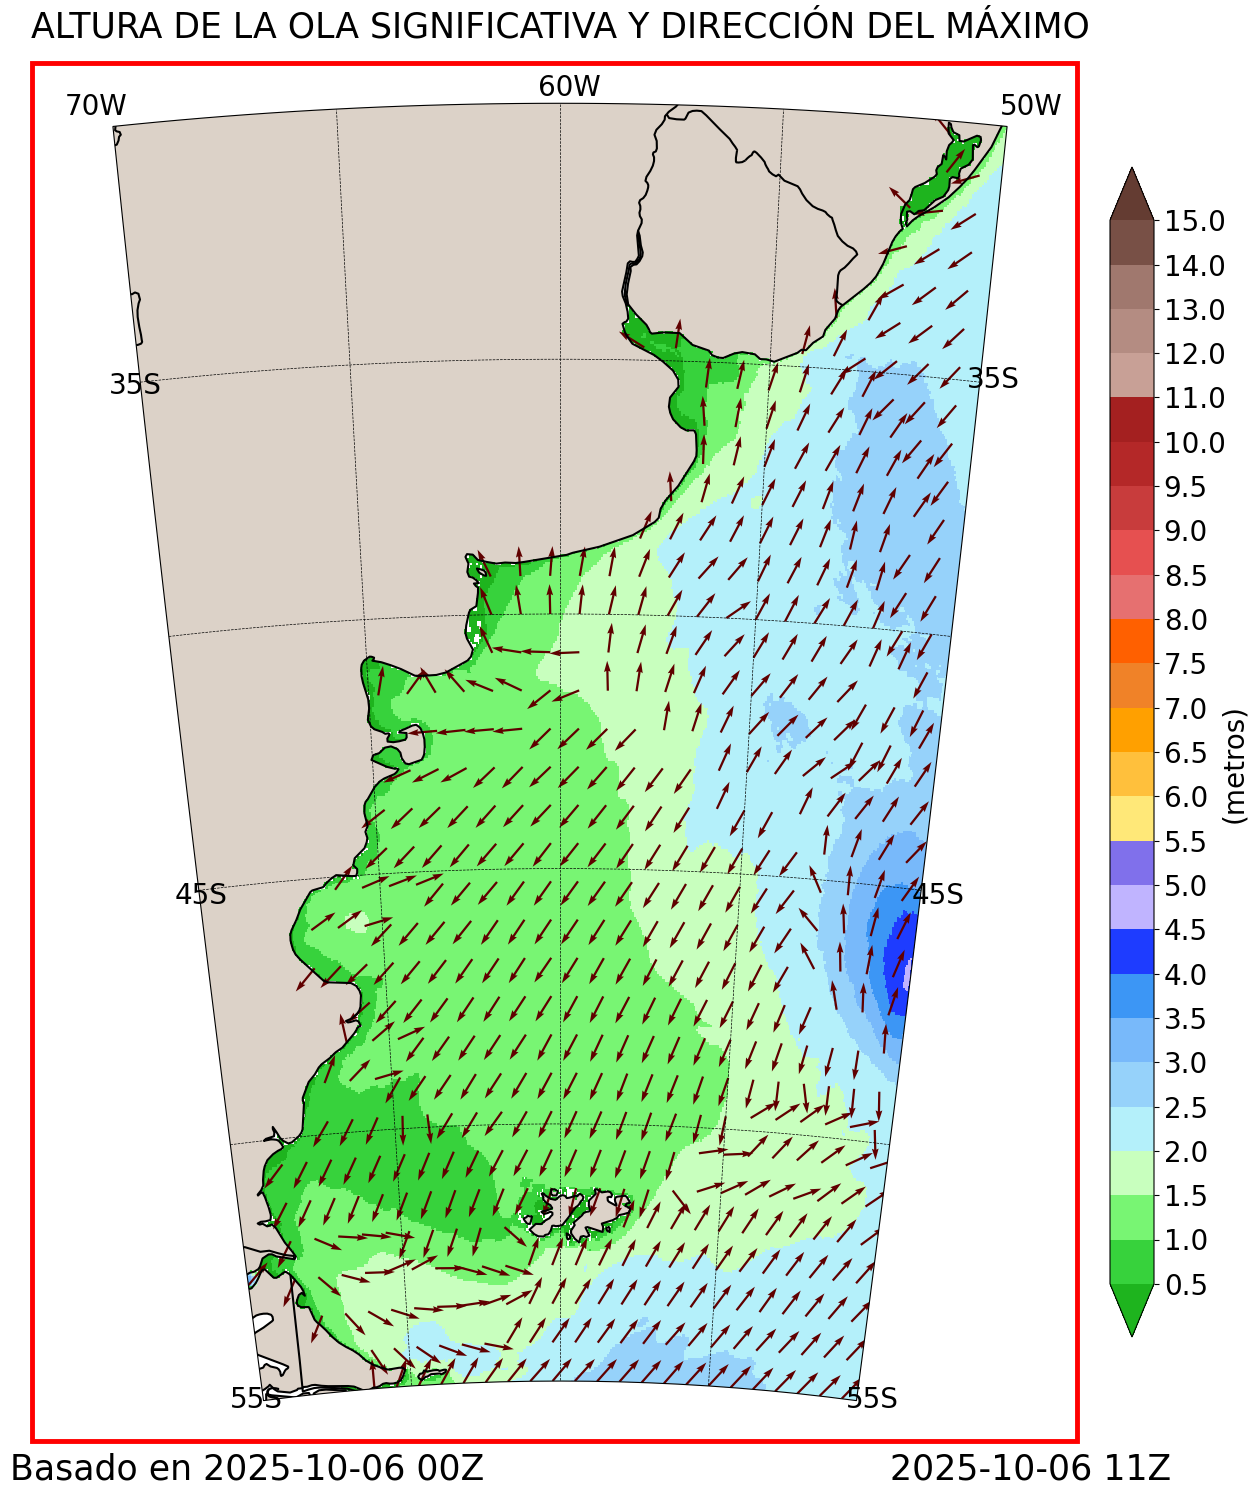 ALTURA DE LA OLA SIGNIFICATIVA Y DIRECCIÓN DEL MÁXIMO
70W
60W
50W
35S
35S
45S
45S
55S
55S
15.0
14.0
13.0
12.0
11.0
10.0
9.5
9.0
8.5
8.0
7.5
7.0
6.5
6.0
5.5
5.0
4.5
4.0
3.5
3.0
2.5
2.0
1.5
1.0
0.5
(metros)
Basado en 2025-10-06 00Z
2025-10-06 11Z